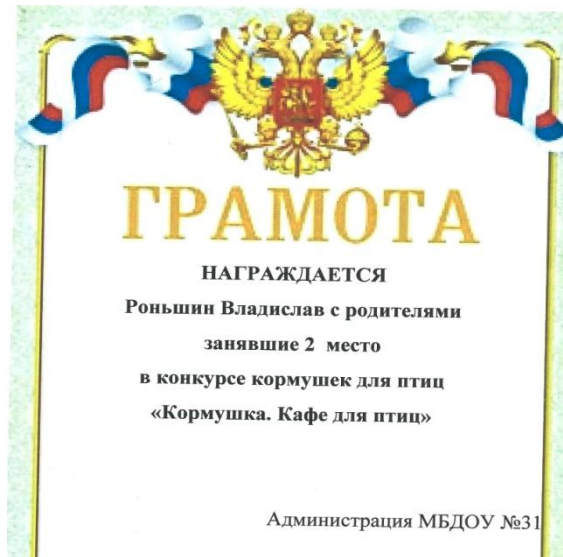 ГРАМОТА
НАГРАЖДАЕТСЯ
Роньшин Владислав с родителями
занявшие 2 место
в конкурсе кормушек для птиц
«Кормушка. Кафе для птиц»
Администрация МБДОУ №31